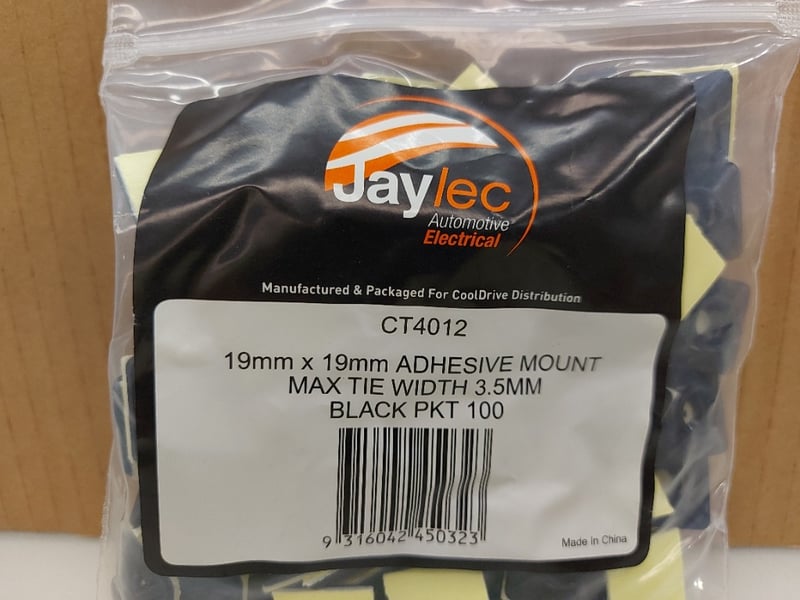 Jaylec
Automotive
Electrical
Manufactured & Packaged For CoolDrive Distribution
CT4012
19mm x 19mm ADHESIVE MOUNT
MAX TIE WIDTH 3.5MM
BLACK PKT 100
9 316042 450323
Made in China